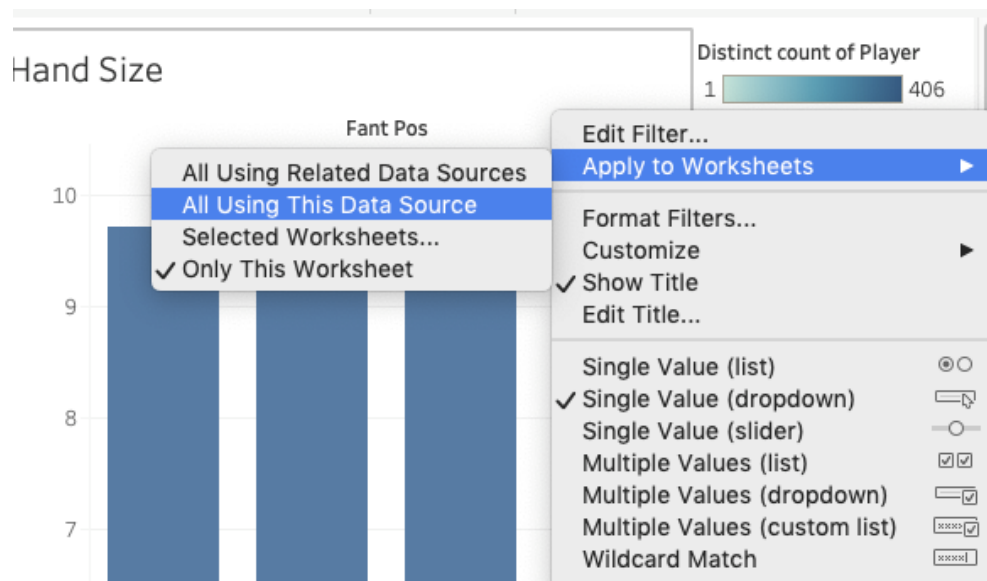 Hand Size
Distinct count of Player
1 406
Fant Pos
10
9
8
7
All Using Related Data Sources
All Using This Data Source
Selected Worksheets...
✓ Only This Worksheet
Edit Filter...
Apply to Worksheets
Format Filters...
Customize
✓ Show Title
Edit Title...
Single Value (list)
✓ Single Value (dropdown)
Single Value (slider)
Multiple Values (list)
Multiple Values (dropdown)
Multiple Values (custom list)
Wildcard Match